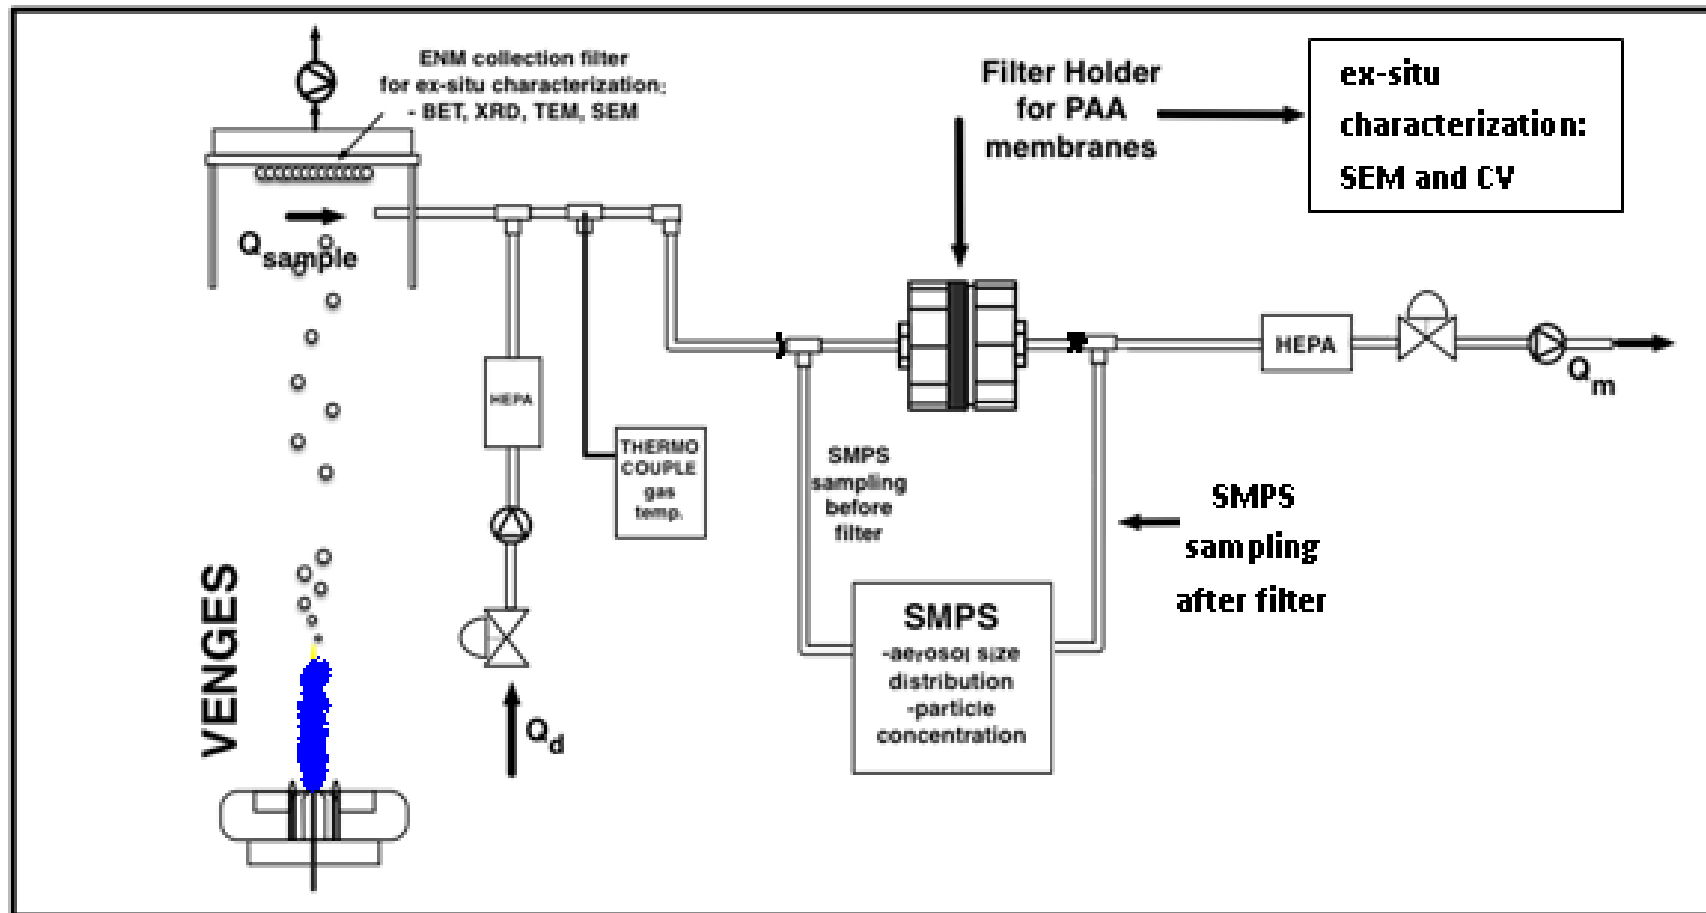 ENM collection filter
for ex-situ characterization:
- BET, XRD, TEM, SEM
Filter Holder
for PAA
membranes
ex-situ
characterization:
SEM and CV
Qsample
HEPA
THERMO
COUPLE
gas
temp.
SMPS
sampling
before
filter
HEPA
Qm
SMPS
sampling
after filter
VENGES
Qd
SMPS
-aerosol size
distribution
-particle
concentration